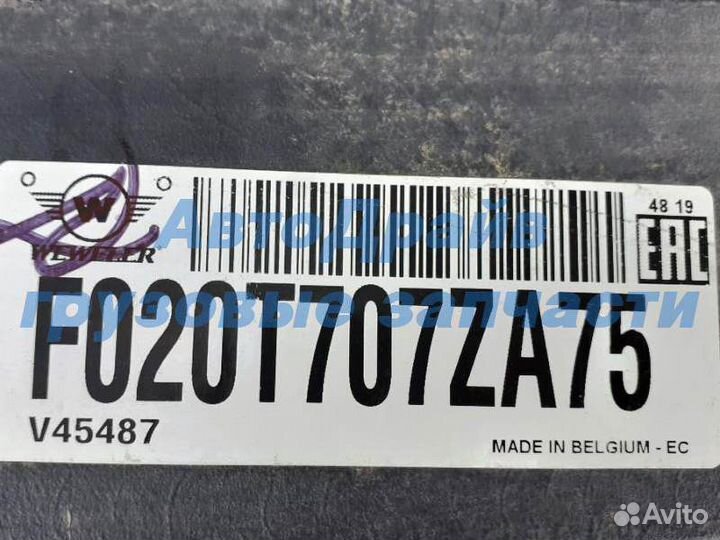 48 19
W
WEWELER
EAC
АвтоДрайв
грузовые запчасти
F020T707ZA75
V45487
MADE IN BELGIUM - EC
Avito